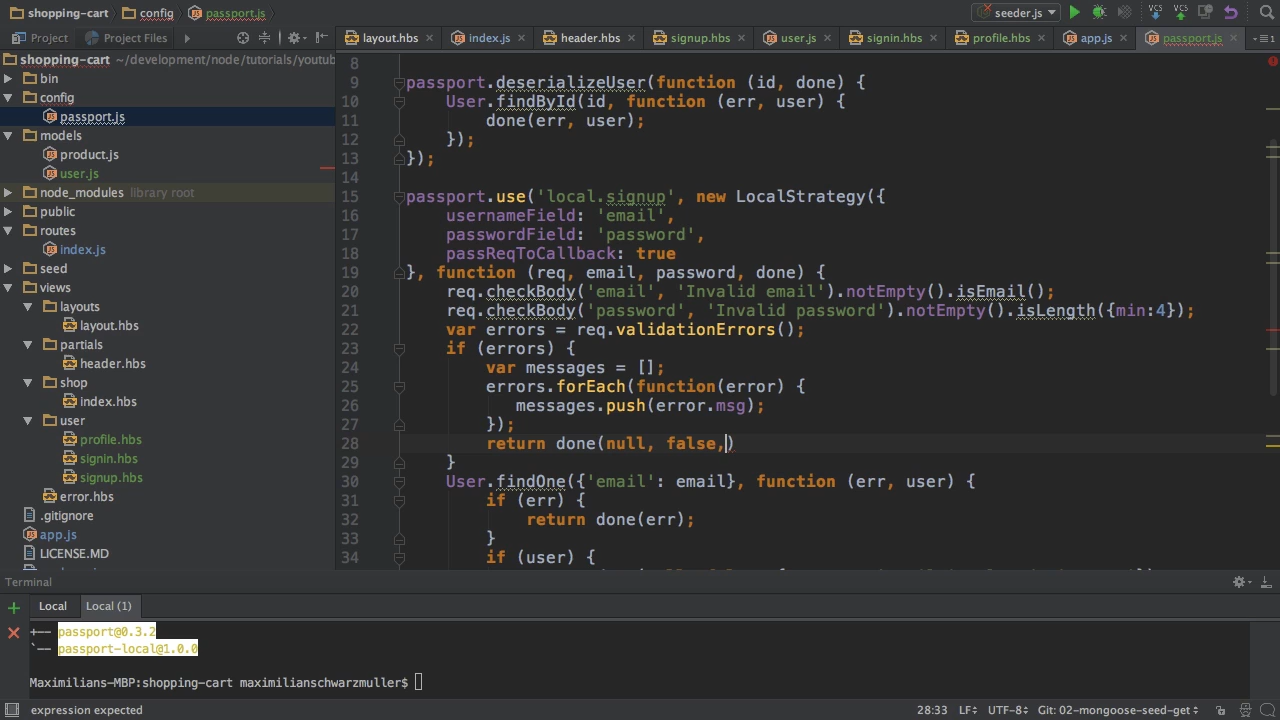 shopping-cart config passport.js seeder.js VCS VCS
Project Project Files layout.hbs index.js header.hbs signup.hbs user.js signin.hbs profile.hbs app.js passport.js
shopping-cart ~/development/node/tutorials/youtub
bin
config
passport.js
models
product.js
user.js
node_modules library root
public
routes
index.js
seed
views
layouts
layout.hbs
partials
header.hbs
shop
index.hbs
user
profile.hbs
signin.hbs
signup.hbs
error.hbs
.gitignore
app.js
LICENSE.MD
8
9 passport.deserializeUser(function (id, done) {
10 User.findById(id, function (err, user) {
11 done(err, user);
12 });
13 });
14
15 passport.use('local.signup', new LocalStrategy({
16 usernameField: 'email',
17 passwordField: 'password',
18 passReqToCallback: true
19 }, function (req, email, password, done) {
20 req.checkBody('email', 'Invalid email').notEmpty().isEmail();
21 req.checkBody('password', 'Invalid password').notEmpty().isLength({min:4});
22 var errors = req.validationErrors();
23 if (errors) {
24 var messages = [];
25 errors.forEach(function(error) {
26 messages.push(error.msg);
27 });
28 return done(null, false,)
29 }
30 User.findOne({'email': email}, function (err, user) {
31 if (err) {
32 return done(err);
33 }
34 if (user) {
Terminal
Local Local (1)
+── passport@0.3.2
`── passport-local@1.0.0
Maximilians-MBP:shopping-cart maximilianschwarzmuller$
expression expected 28:33 LF÷ UTF-8÷ Git: 02-mongoose-seed-get÷